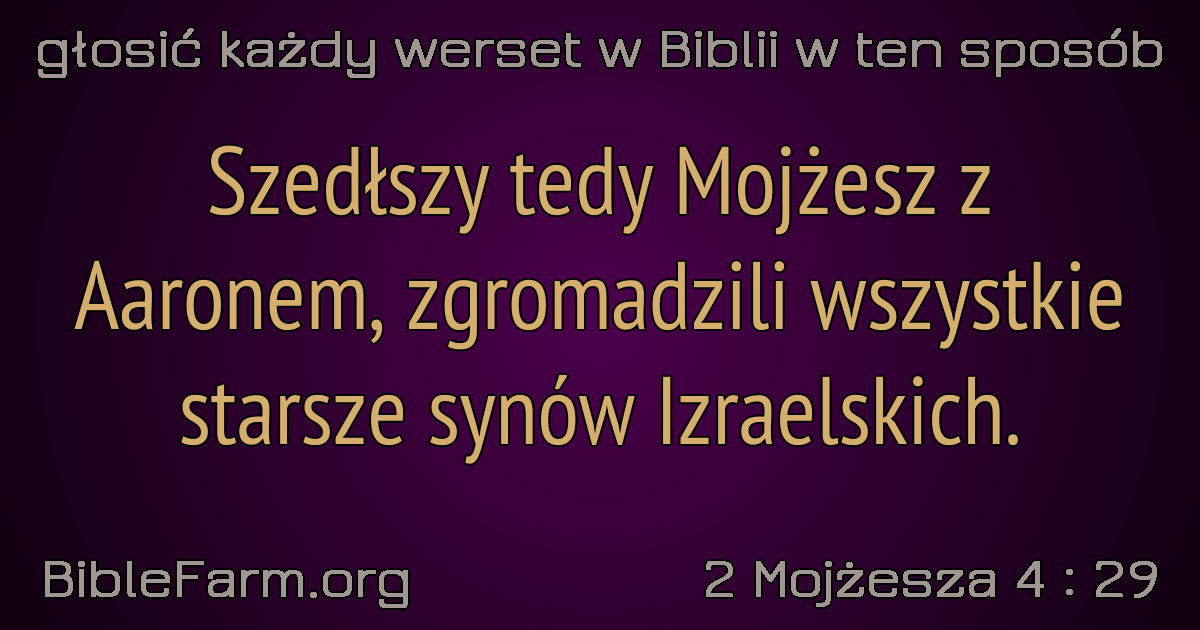 głosić każdy werset w Biblii w ten sposób
Szedłszy tedy Mojżesz z
Aaronem, zgromadzili wszystkie
starsze synów Izraelskich.
BibleFarm.org
2 Mojżesza 4 : 29